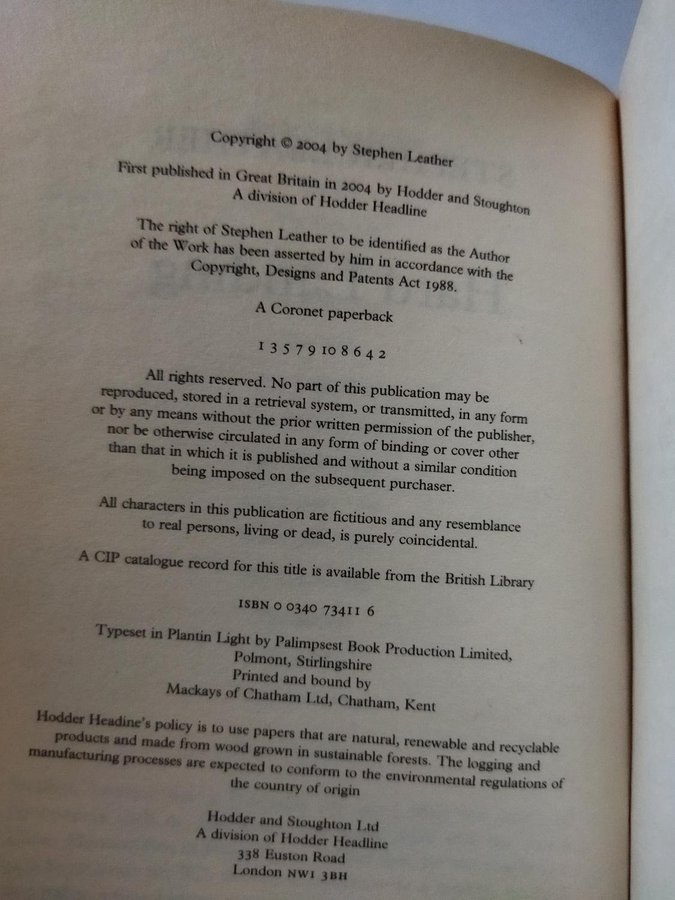 Copyright © 2004 by Stephen Leather
First published in Great Britain in 2004 by Hodder and Stoughton
A division of Hodder Headline
The right of Stephen Leather to be identified as the Author
of the Work has been asserted by him in accordance with the
Copyright, Designs and Patents Act 1988.
A Coronet paperback
1 3 5 7 9 10 8 6 4 2
All rights reserved. No part of this publication may be
reproduced, stored in a retrieval system, or transmitted, in any form
or by any means without the prior written permission of the publisher,
nor be otherwise circulated in any form of binding or cover other
than that in which it is published and without a similar condition
being imposed on the subsequent purchaser.
All characters in this publication are fictitious and any resemblance
to real persons, living or dead, is purely coincidental.
A CIP catalogue record for this title is available from the British Library
ISBN 0 0340 73411 6
Typeset in Plantin Light by Palimpsest Book Production Limited,
Polmont, Stirlingshire
Printed and bound by
Mackays of Chatham Ltd, Chatham, Kent
Hodder Headine's policy is to use papers that are natural, renewable and recyclable
products and made from wood grown in sustainable forests. The logging and
manufacturing processes are expected to conform to the environmental regulations of
the country of origin
Hodder and Stoughton Ltd
A division of Hodder Headline
338 Euston Road
London NW1 3BH